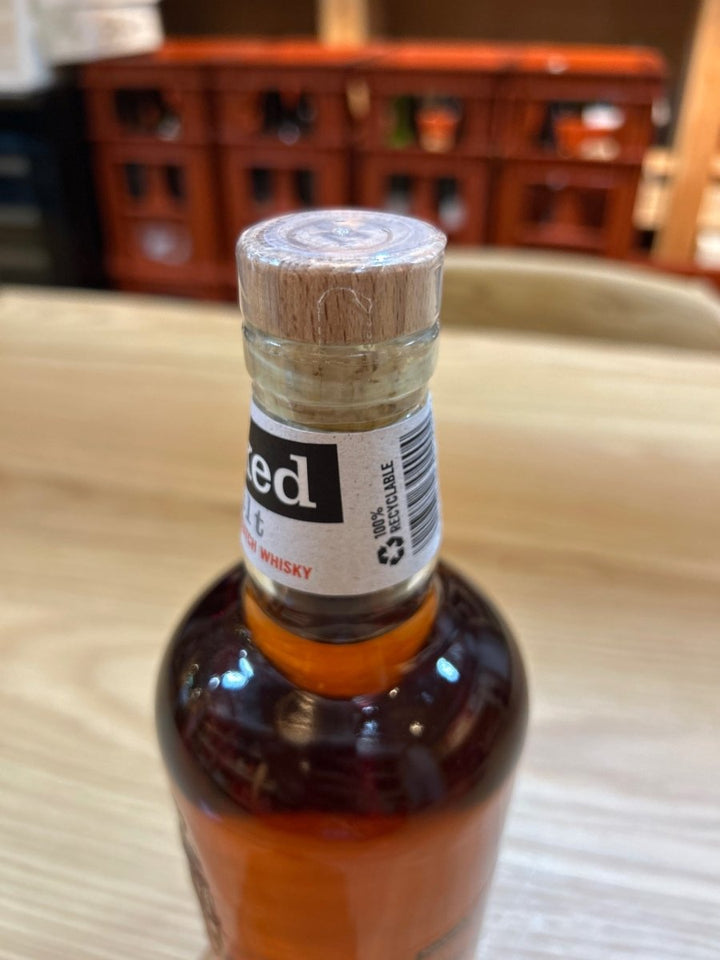 ked
lt
TCH WHISKY
100%
RECYCLABLE